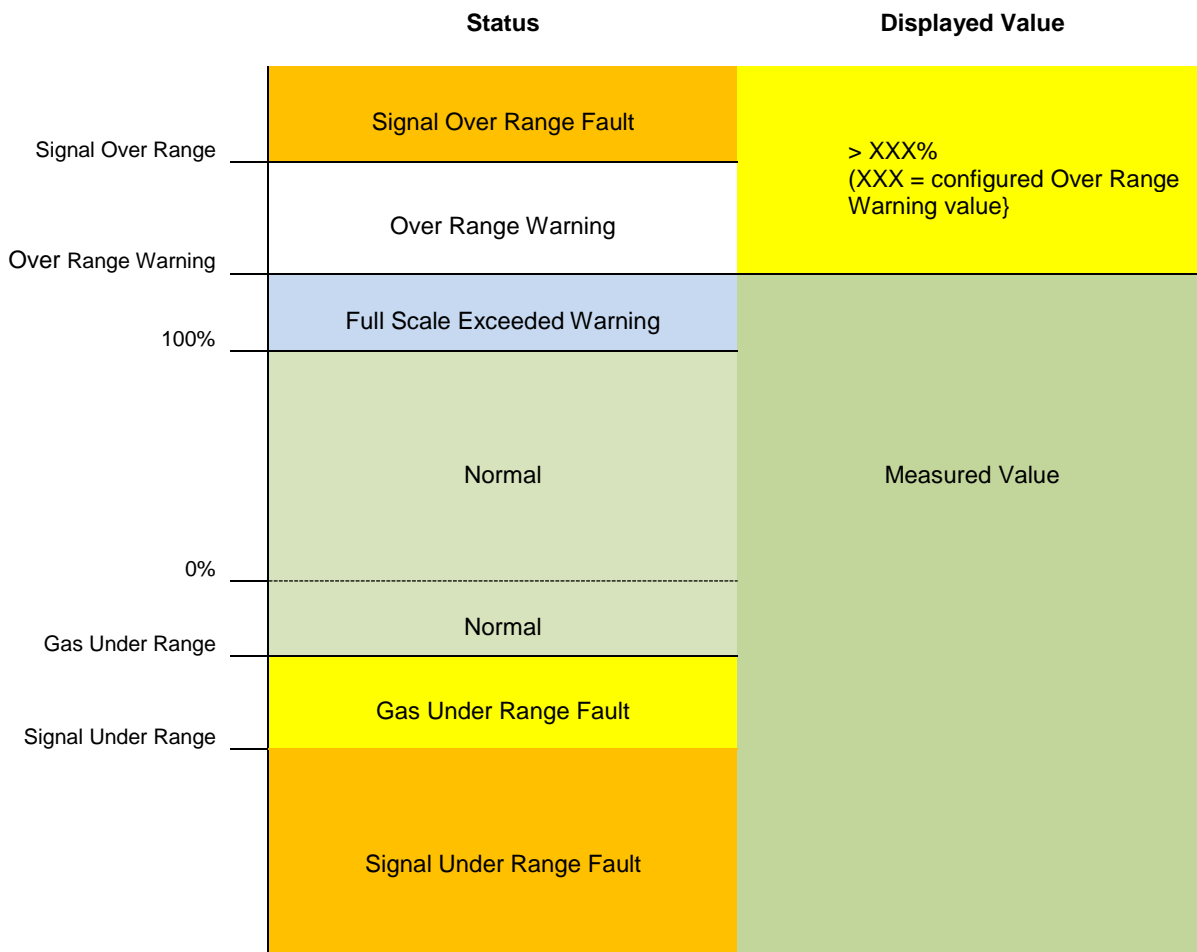 Status
Displayed Value
Signal Over Range Fault
Signal Over Range
> XXX%
(XXX = configured Over Range
Warning value}
Over Range Warning
Over Range Warning
Full Scale Exceeded Warning
100%
Normal
Measured Value
0%
Normal
Gas Under Range
Gas Under Range Fault
Signal Under Range
Signal Under Range Fault